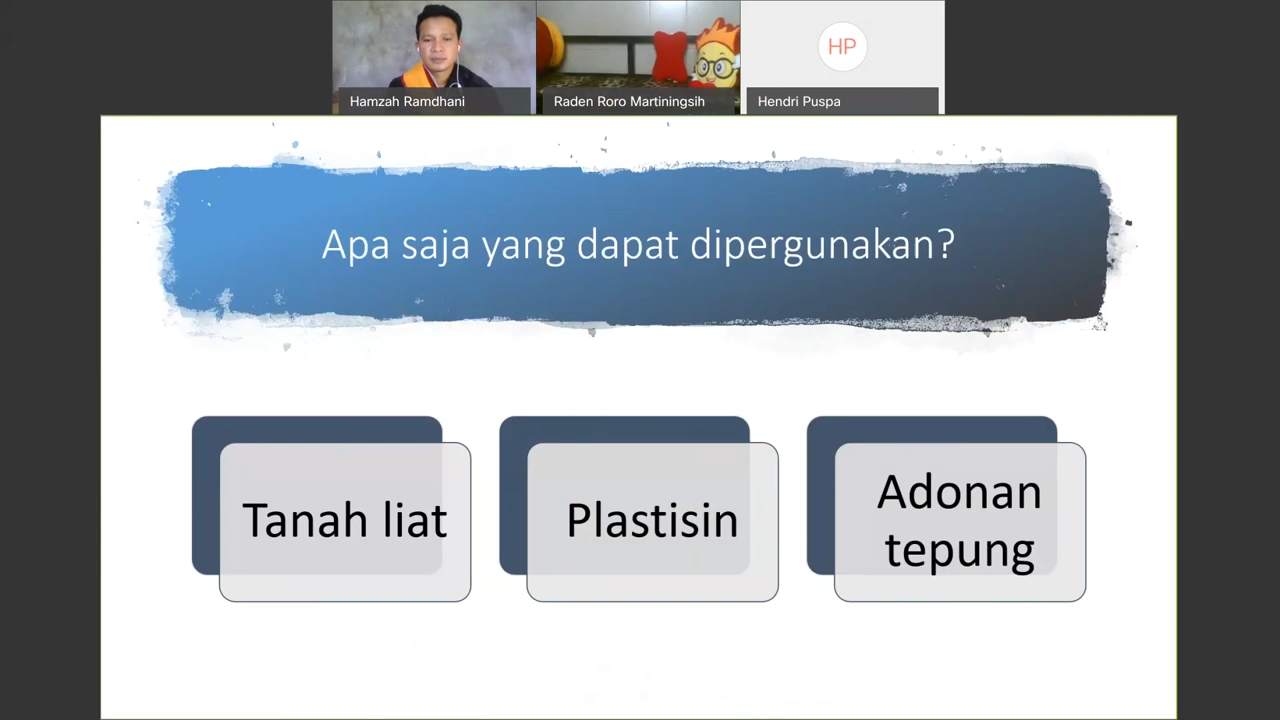 Hamzah Ramdhani
Raden Roro Martiningsih
HP
Hendri Puspa
Apa saja yang dapat dipergunakan?
Tanah liat
Plastisin
Adonan
tepung